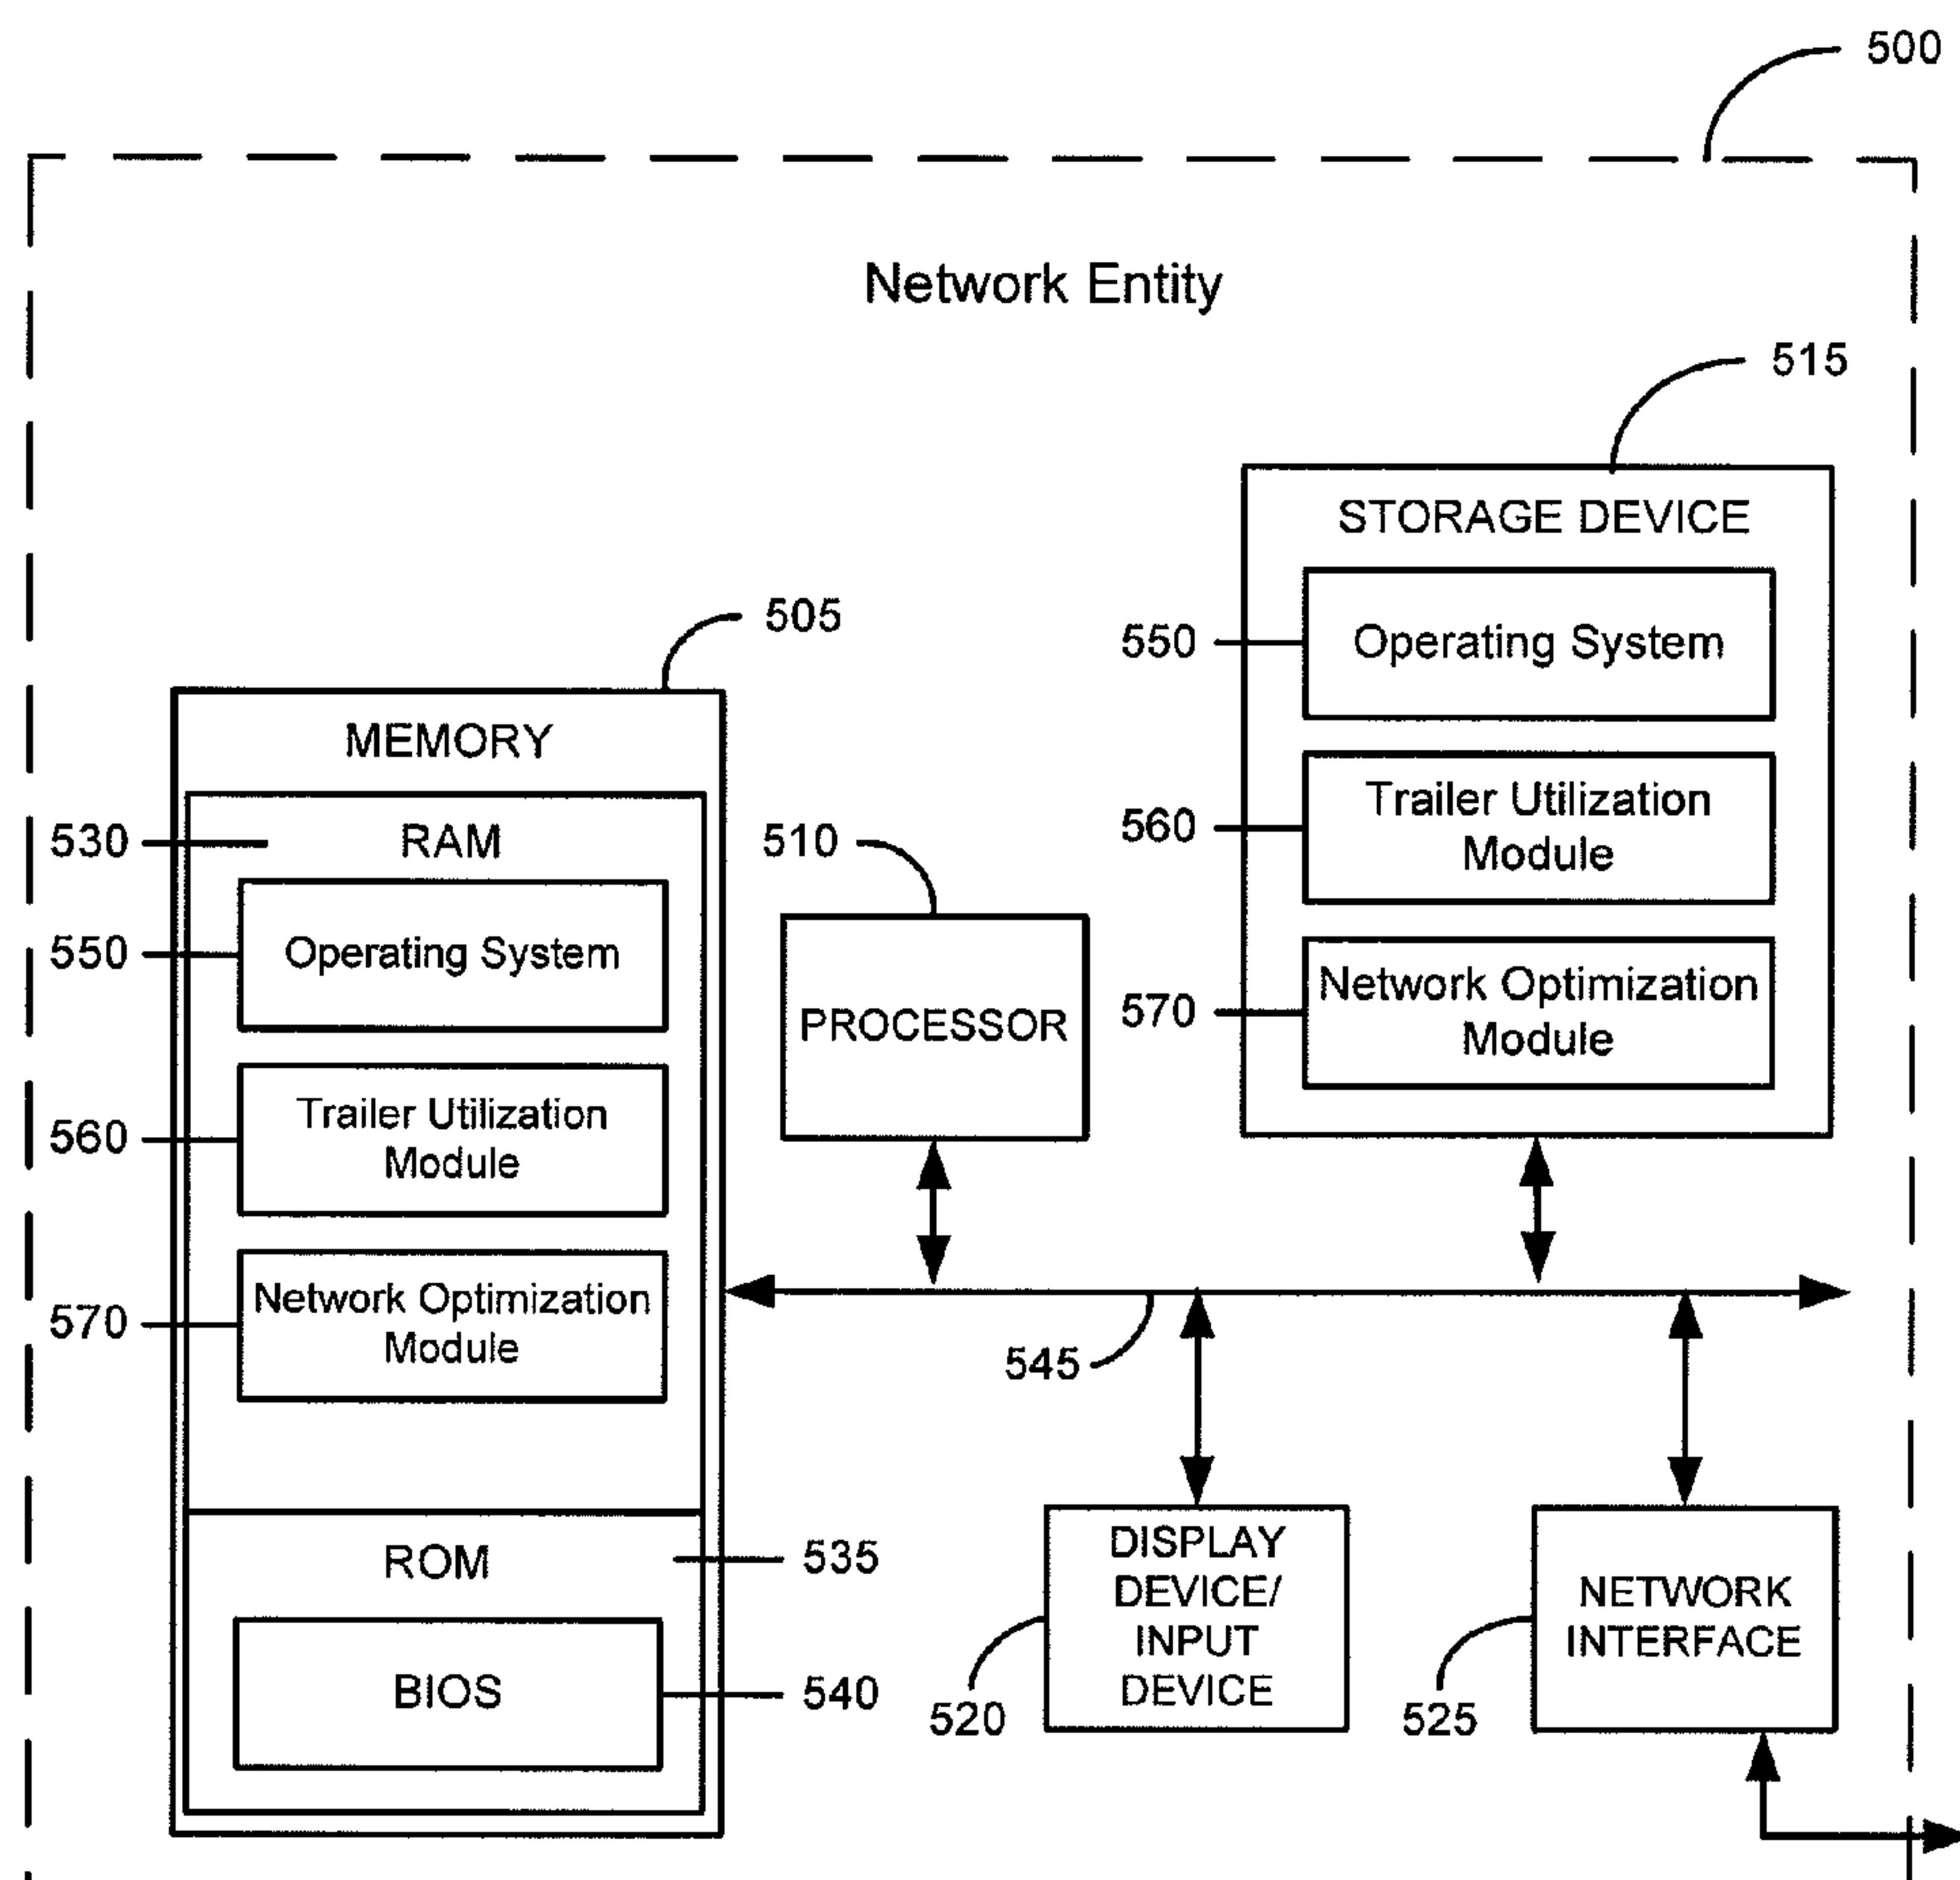 500
Network Entity
515
STORAGE DEVICE
550
Operating System
560
Trailer Utilization
Module
570
Network Optimization
Module
505
MEMORY
530
RAM
550
Operating System
560
Trailer Utilization
Module
570
Network Optimization
Module
510
PROCESSOR
545
535
ROM
BIOS
540
DISPLAY
DEVICE/
INPUT
DEVICE
520
NETWORK
INTERFACE
525